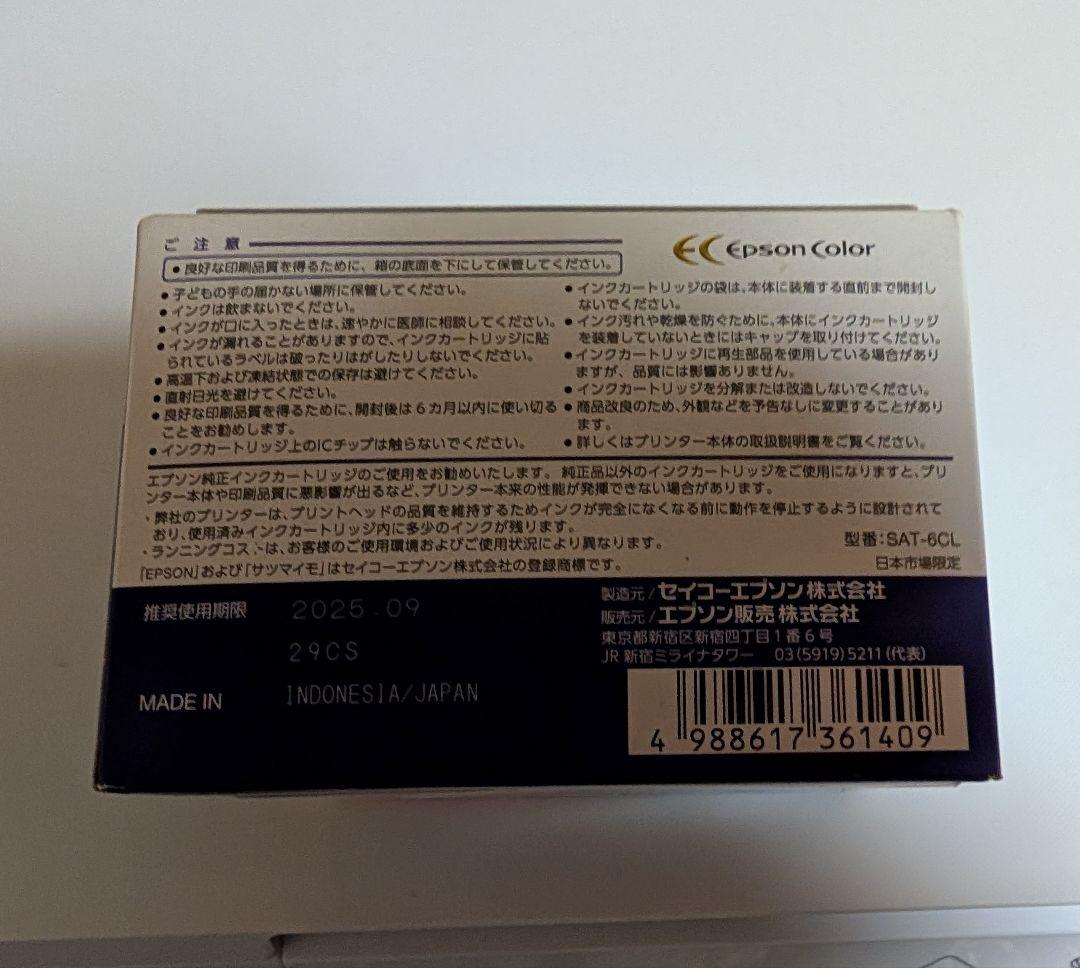 ご注意
Epson Color
●良好な印刷品質を得るために、箱の底面を下にして保管してください。
●子どもの手の届かない場所に保管してください。
●インクは飲まないでください。
●インクが口に入ったときは、速やかに医師に相談してください。
●インクが漏れることがありますので、インクカートリッジに貼
られているラベルは破ったりはがしたりしないでください。
●高温下および凍結状態での保存は避けてください。
●直射日光を避けてください。
●良好な印刷品質を得るために、開封後は6カ月以内に使い切る
ことをお勧めします。
●インクカートリッジ上のICチップは触らないでください。
●インクカートリッジの袋は、本体に装着する直前まで開封し
ないでください。
●インク汚れや乾燥を防ぐために、本体にインクカートリッジ
を装着していないときにはキャップを取り付けてください。
●インクカートリッジに再生部品を使用している場合があり
ますが、品質には影響ありません。
●インクカートリッジを分解または改造しないでください。
●商品改良のため、外観などを予告なしに変更することがあり
ます。
●詳しくはプリンター本体の取扱説明書をご覧ください。
エプソン純正インクカートリッジのご使用をお勧めいたします。純正品以外のインクカートリッジをご使用になりますと、プリ
ンター本体や印刷品質に悪影響が出るなど、プリンター本来の性能が発揮できない場合があります。
・弊社のプリンターは、プリントヘッドの品質を維持するためインクが完全になくなる前に動作を停止するように設計されて
おり、使用済みインクカートリッジ内に多少のインクが残ります。
・ランニングコストは、お客様のご使用環境およびご使用状況により異なります。
「EPSON」および「サツマイモ」はセイコーエプソン株式会社の登録商標です。
型番:SAT-6CL
日本市場限定
推奨使用期限 2025.09
29CS
MADE IN INDONESIA/JAPAN
製造元/セイコーエプソン株式会社
販売元/エプソン販売株式会社
東京都新宿区新宿四丁目1番6号
JR新宿ミライナタワー 03(5919)5211(代表)
4 988617 361409